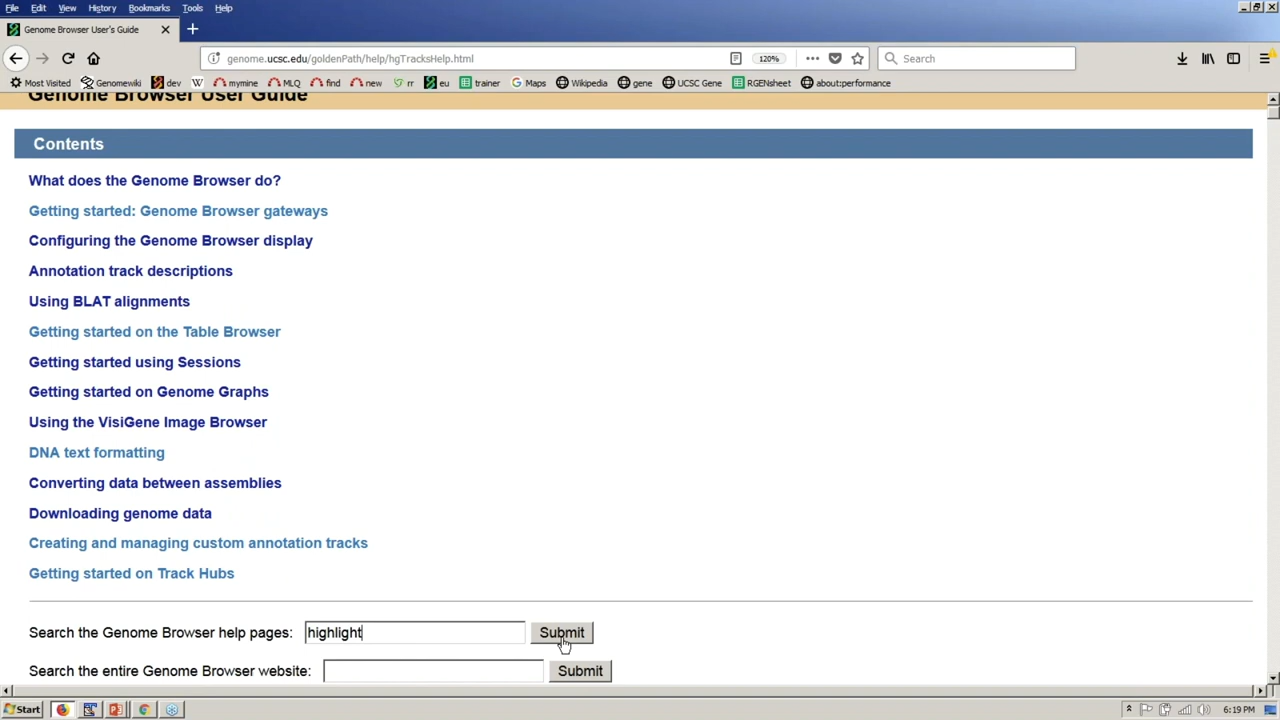 File Edit View History Bookmarks Tools Help
Genome Browser User's Guide
genome.ucsc.edu/goldenPath/help/hgTracksHelp.html 120% Search
Most Visited Genomewiki dev mymine MLQ find new rr eu trainer Maps Wikipedia gene UCSC Gene RGENsheet about:performance
Genome Browser User Guide
Contents
What does the Genome Browser do?
Getting started: Genome Browser gateways
Configuring the Genome Browser display
Annotation track descriptions
Using BLAT alignments
Getting started on the Table Browser
Getting started using Sessions
Getting started on Genome Graphs
Using the VisiGene Image Browser
DNA text formatting
Converting data between assemblies
Downloading genome data
Creating and managing custom annotation tracks
Getting started on Track Hubs
Search the Genome Browser help pages: highlight Submit
Search the entire Genome Browser website: Submit
Start 6:19 PM